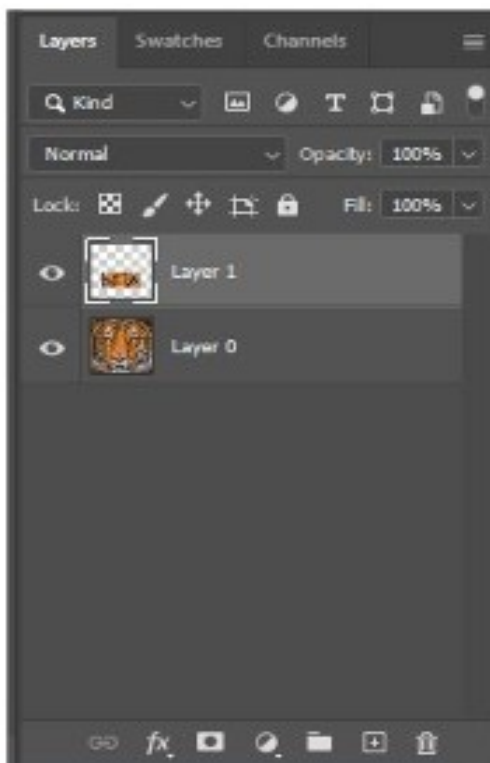 Layers Swatches Channels
Kind
Normal Opacity: 100%
Lock: Fill: 100%
Layer 1
Layer 0
fx